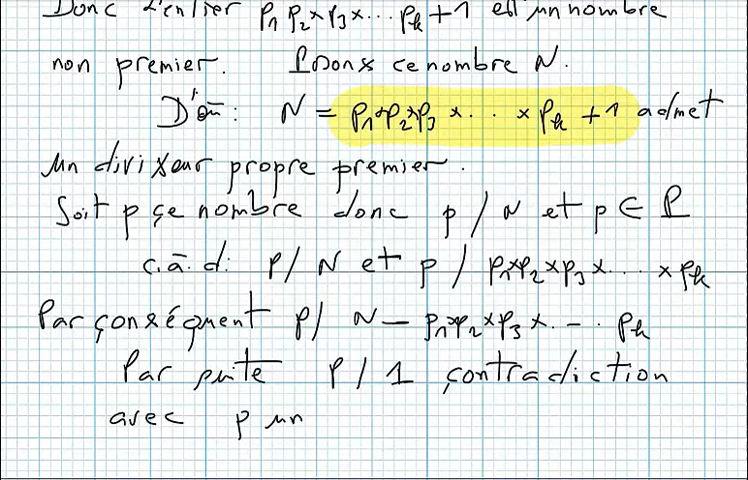 Donc l'entier p₁ p₂ × p₃ × ... pₖ + 1 est un nombre
non premier. Posons ce nombre N.
D'où : N = p₁ × p₂ × p₃ × . . . × pₖ + 1 admet
un diviseur propre premier.
Soit p ce nombre donc p / N et p ∈ P
c.à.d: p / N et p / p₁ × p₂ × p₃ × .... × pₖ
Par conséquent p / N − p₁ × p₂ × p₃ × . - . pₖ
Par suite p / 1 contradiction
avec p un